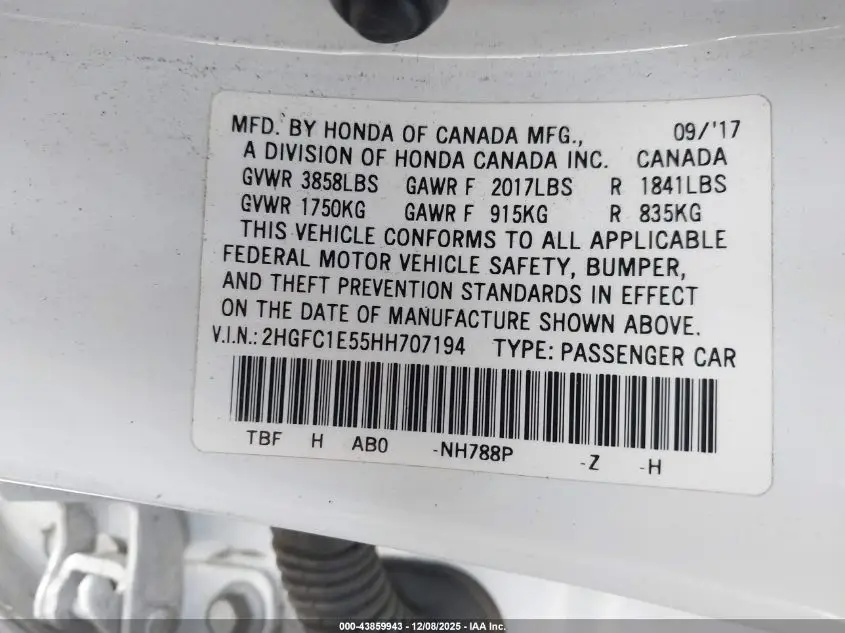 MFD. BY HONDA OF CANADA MFG., 09/'17
A DIVISION OF HONDA CANADA INC. CANADA
GVWR 3858LBS GAWR F 2017LBS R 1841LBS
GVWR 1750KG GAWR F 915KG R 835KG
THIS VEHICLE CONFORMS TO ALL APPLICABLE
FEDERAL MOTOR VEHICLE SAFETY, BUMPER,
AND THEFT PREVENTION STANDARDS IN EFFECT
ON THE DATE OF MANUFACTURE SHOWN ABOVE.
V.I.N.: 2HGFC1E55HH707194 TYPE: PASSENGER CAR
TBF H AB0 -NH788P -Z -H
000-43859943 - 12/08/2025 - IAA Inc.